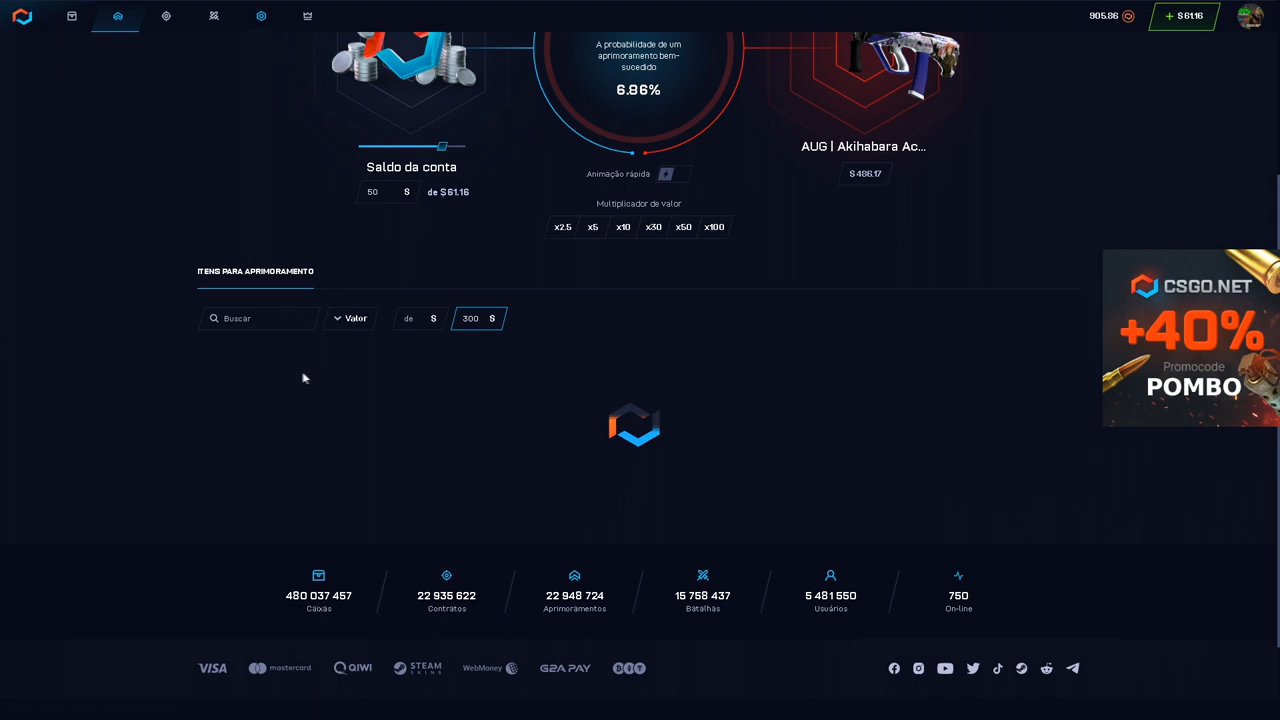 905.86
+ $ 61.16
A probabilidade de um
aprimoramento bem-
sucedido
6.86%
Saldo da conta
50 $ de $ 61.16
Animação rápida
Multiplicador de valor
x2.5 x5 x10 x30 x50 x100
AUG | Akihabara Ac...
$ 486.17
ITENS PARA APRIMORAMENTO
Buscar
Valor
de $
300 $
CSGO.NET
+40%
Promocode
POMBO
480 037 457
Caixas
22 935 622
Contratos
22 948 724
Aprimoramentos
15 758 437
Batalhas
5 481 550
Usuários
750
On-line
VISA mastercard QIWI STEAM SKINS WebMoney G2A PAY